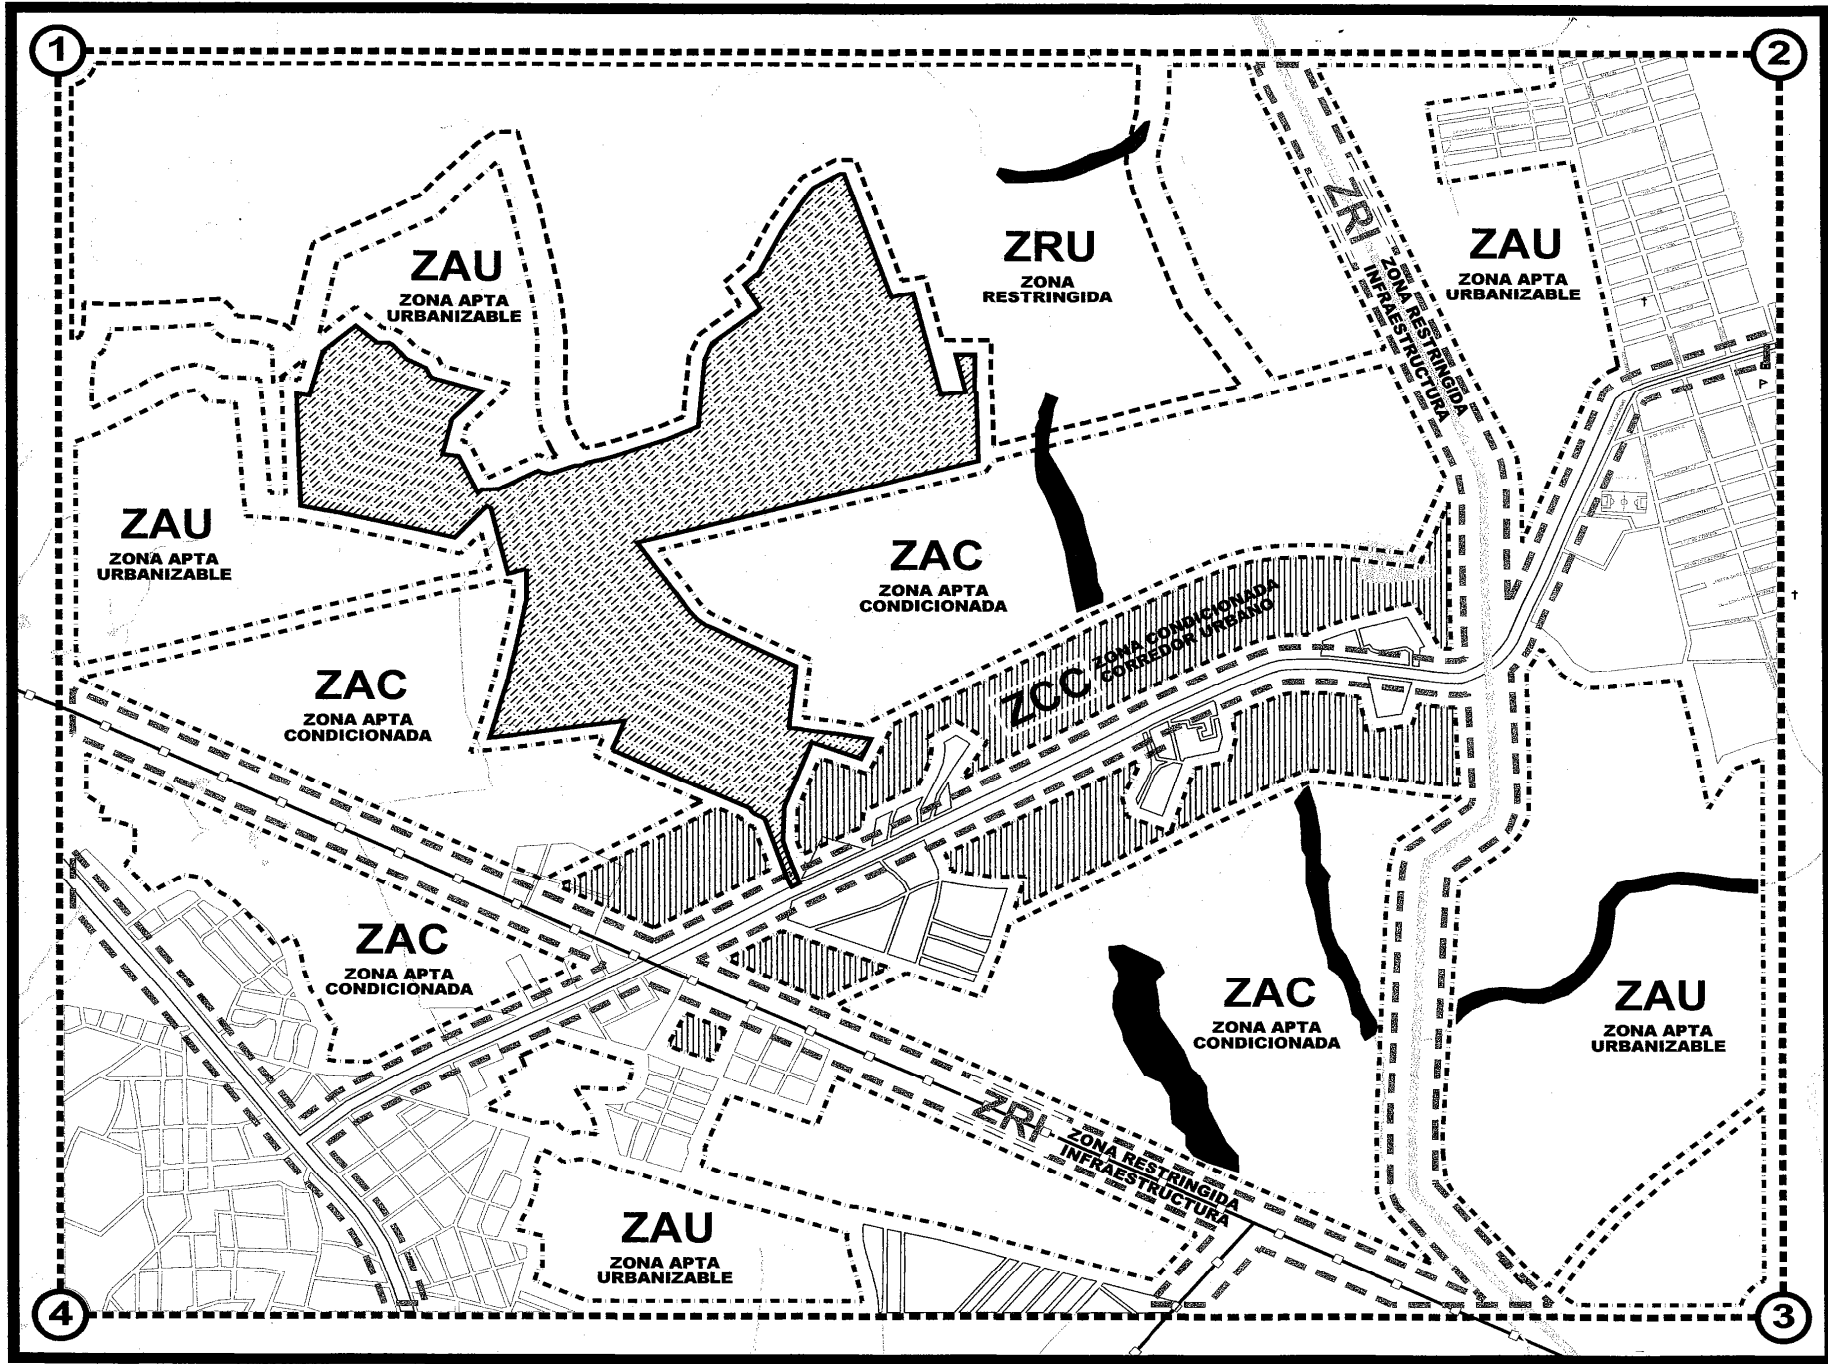 1
2
ZAU
ZONA APTA
URBANIZABLE
ZRU
ZONA
RESTRINGIDA
ZRI
ZONA RESTRINGIDA
INFRAESTRUCTURA
ZAU
ZONA APTA
URBANIZABLE
ZAU
ZONA APTA
URBANIZABLE
ZAC
ZONA APTA
CONDICIONADA
ZCC
ZONA CONDICIONADA
CORREDOR URBANO
ZAC
ZONA APTA
CONDICIONADA
ZAC
ZONA APTA
CONDICIONADA
ZAC
ZONA APTA
CONDICIONADA
ZAU
ZONA APTA
URBANIZABLE
ZRI
ZONA RESTRINGIDA
INFRAESTRUCTURA
ZAU
ZONA APTA
URBANIZABLE
4
3